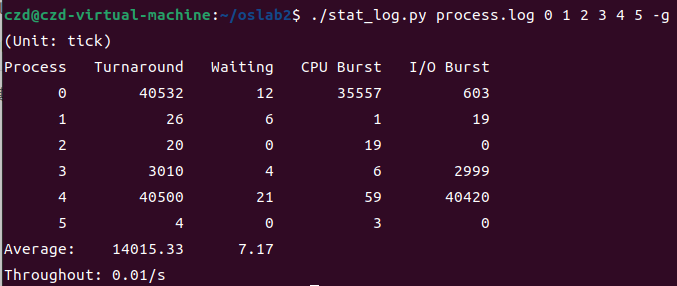 czd@czd-virtual-machine:~/oslab2$ ./stat_log.py process.log 0 1 2 3 4 5 -g
(Unit: tick)
Process   Turnaround   Waiting   CPU Burst   I/O Burst
      0        40532        12       35557         603
      1           26         6           1          19
      2           20         0          19           0
      3         3010         4           6        2999
      4        40500        21          59       40420
      5            4         0           3           0
Average:    14015.33      7.17
Throughout: 0.01/s